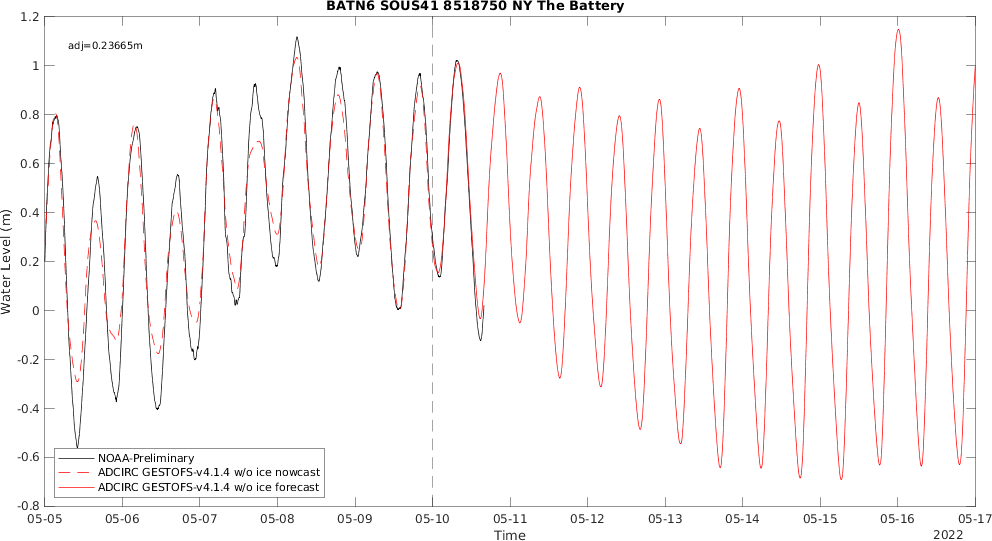 BATN6 SOUS41 8518750 NY The Battery
1.2
1
0.8
0.6
0.4
0.2
0
-0.2
-0.4
-0.6
-0.8
Water Level (m)
adj=0.23665m
NOAA-Preliminary
ADCIRC GESTOFS-v4.1.4 w/o ice nowcast
ADCIRC GESTOFS-v4.1.4 w/o ice forecast
05-05 05-06 05-07 05-08 05-09 05-10 05-11 05-12 05-13 05-14 05-15 05-16 05-17
Time
2022